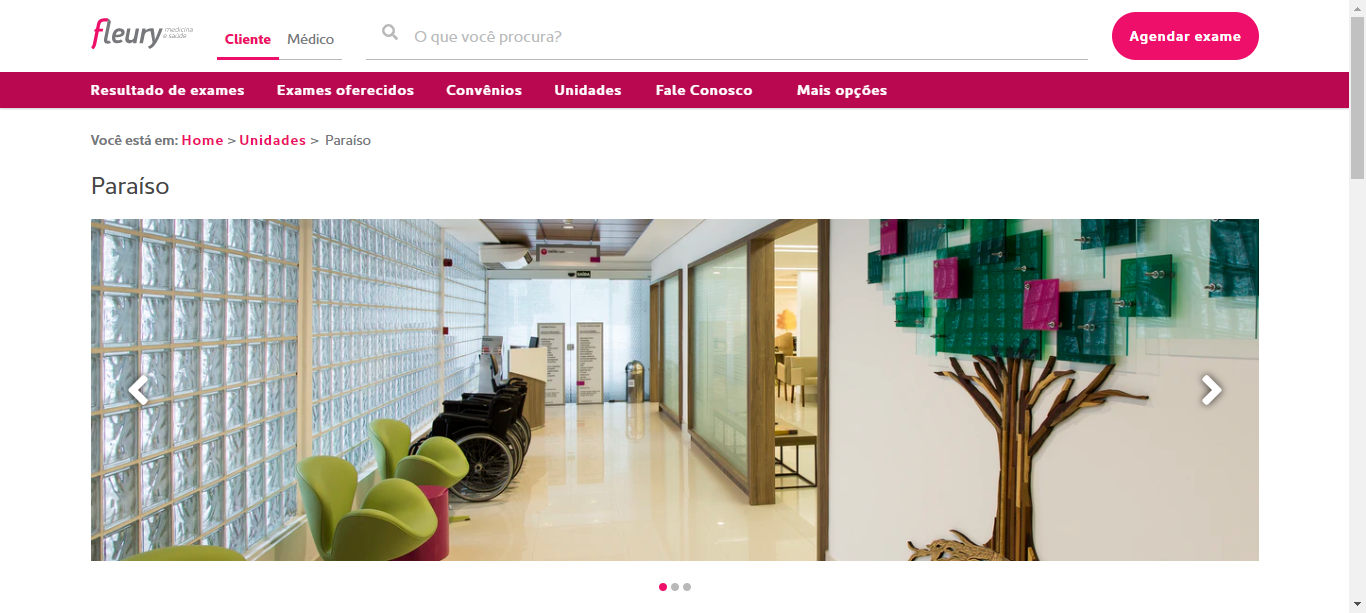 fleury medicina e saúde
Cliente Médico
O que você procura?
Agendar exame
Resultado de exames Exames oferecidos Convênios Unidades Fale Conosco Mais opções
Você está em: Home > Unidades > Paraíso
Paraíso